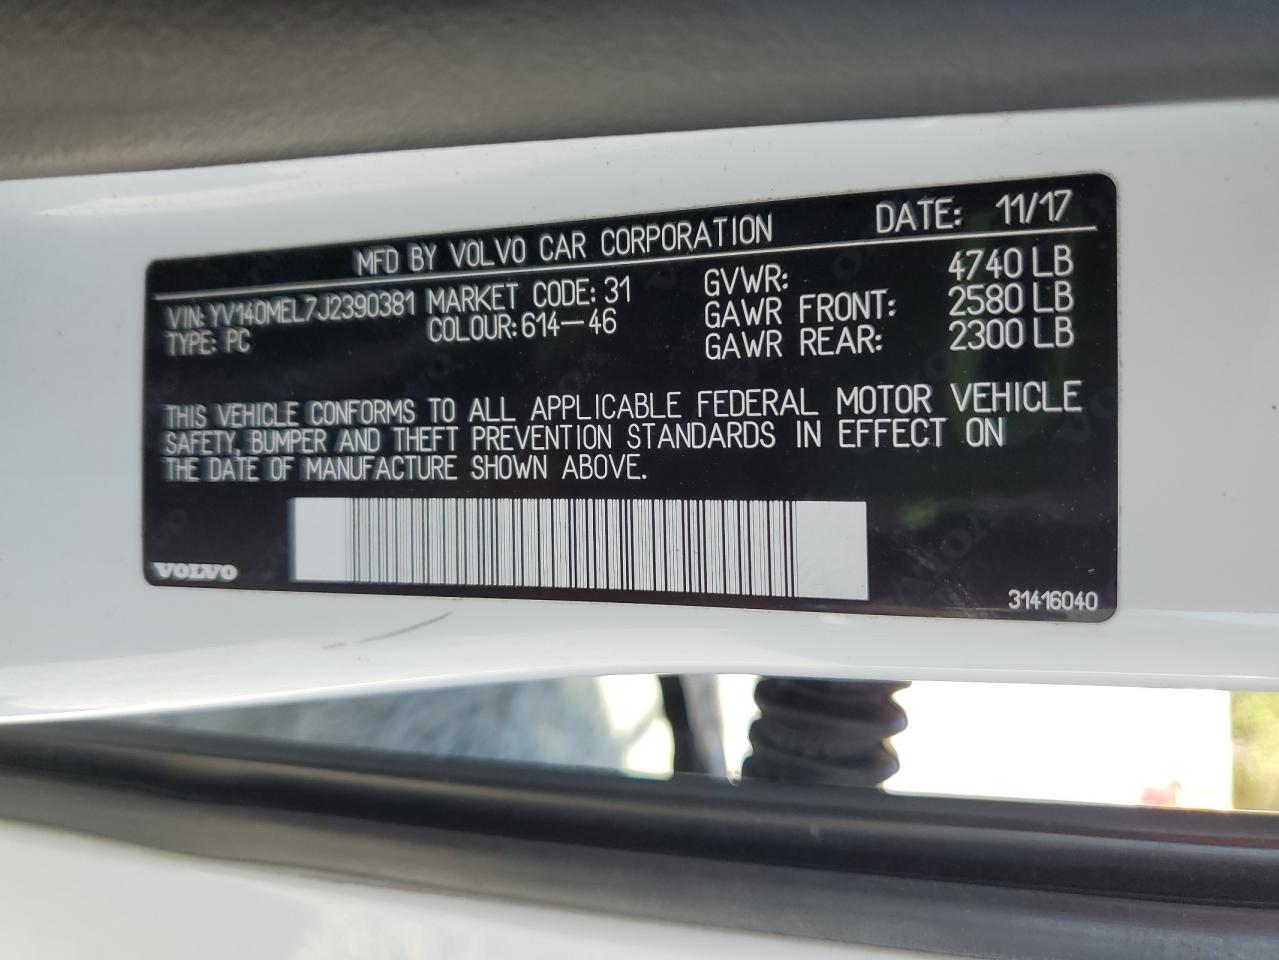 MFD BY VOLVO CAR CORPORATION DATE: 11/17
VIN: YV140MEL7J2390381 MARKET CODE: 31 GVWR: 4740 LB
TYPE: PC COLOUR: 614-46 GAWR FRONT: 2580 LB
GAWR REAR: 2300 LB
THIS VEHICLE CONFORMS TO ALL APPLICABLE FEDERAL MOTOR VEHICLE
SAFETY, BUMPER AND THEFT PREVENTION STANDARDS IN EFFECT ON
THE DATE OF MANUFACTURE SHOWN ABOVE.
VOLVO
31416040